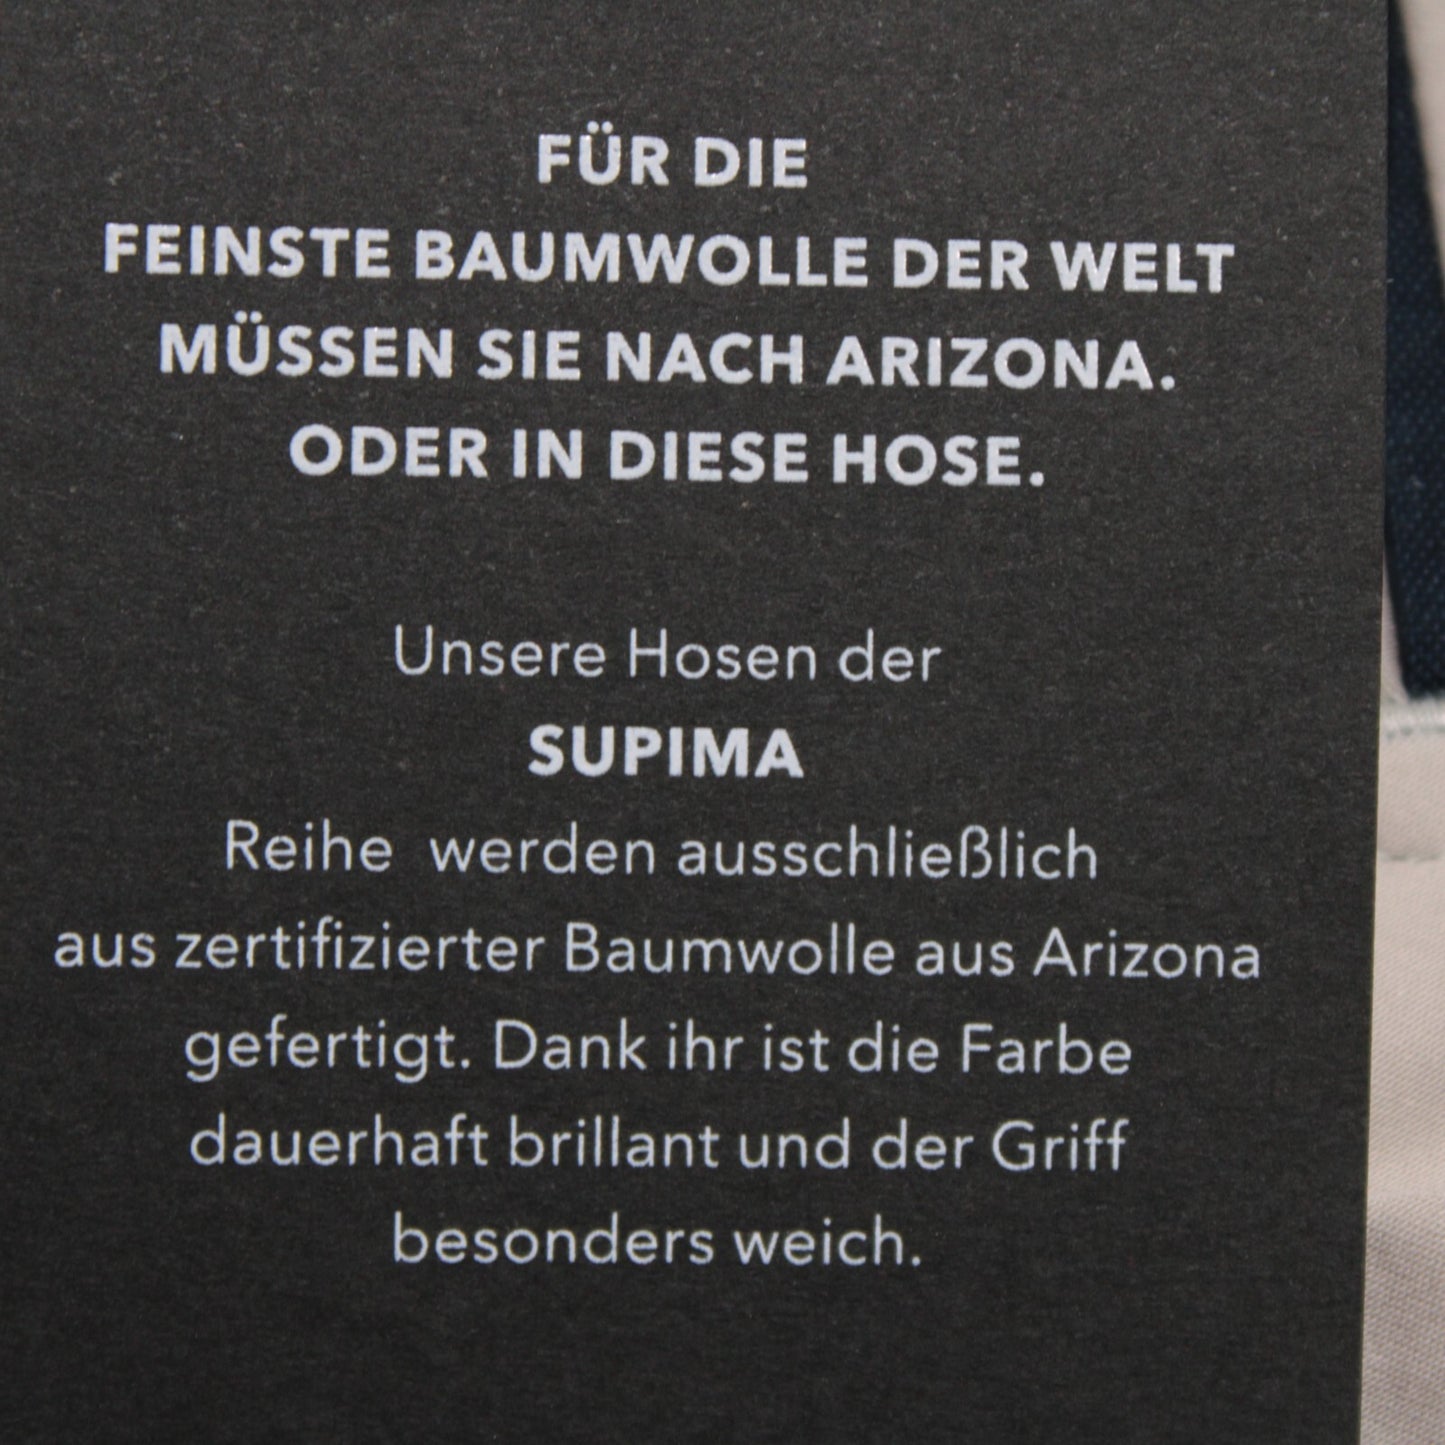 FÜR DIE
FEINSTE BAUMWOLLE DER WELT
MÜSSEN SIE NACH ARIZONA.
ODER IN DIESE HOSE.
Unsere Hosen der
SUPIMA
Reihe werden ausschließlich
aus zertifizierter Baumwolle aus Arizona
gefertigt. Dank ihr ist die Farbe
dauerhaft brillant und der Griff
besonders weich.